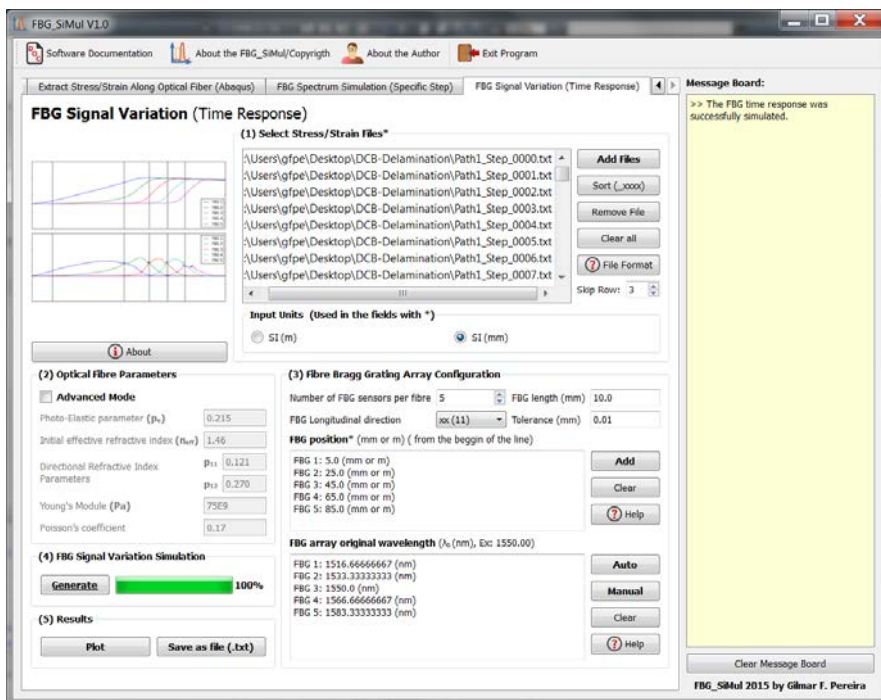 FBG_SiMul V1.0
Software Documentation About the FBG_SiMul/Copyrigth About the Author Exit Program
Extract Stress/Strain Along Optical Fiber (Abaqus) FBG Spectrum Simulation (Specific Step) FBG Signal Variation (Time Response)
Message Board:
>> The FBG time response was
successfully simulated.
FBG Signal Variation (Time Response)
(1) Select Stress/Strain Files*
:\Users\gfpe\Desktop\DCB-Delamination\Path1_Step_0000.txt
:\Users\gfpe\Desktop\DCB-Delamination\Path1_Step_0001.txt
:\Users\gfpe\Desktop\DCB-Delamination\Path1_Step_0002.txt
:\Users\gfpe\Desktop\DCB-Delamination\Path1_Step_0003.txt
:\Users\gfpe\Desktop\DCB-Delamination\Path1_Step_0004.txt
:\Users\gfpe\Desktop\DCB-Delamination\Path1_Step_0005.txt
:\Users\gfpe\Desktop\DCB-Delamination\Path1_Step_0006.txt
:\Users\gfpe\Desktop\DCB-Delamination\Path1_Step_0007.txt
Add Files
Sort (_xxxx)
Remove File
Clear all
File Format
Skip Row: 3
Input Units (Used in the fields with *)
SI (m) SI (mm)
About
(2) Optical Fibre Parameters
Advanced Mode
Photo-Elastic parameter (pₑ) 0.215
Initial effective refractive index (nₑff) 1.46
Directional Refractive Index
Parameters
p₁₁ 0.121
p₁₂ 0.270
Young's Module (Pa) 75E9
Poisson's coefficient 0.17
(3) Fibre Bragg Grating Array Configuration
Number of FBG sensors per fibre 5 FBG length (mm) 10.0
FBG Longitudinal direction xx (11) Tolerance (mm) 0.01
FBG position* (mm or m) ( from the beggin of the line)
FBG 1: 5.0 (mm or m)
FBG 2: 25.0 (mm or m)
FBG 3: 45.0 (mm or m)
FBG 4: 65.0 (mm or m)
FBG 5: 85.0 (mm or m)
Add
Clear
Help
FBG array original wavelength (λ₀ (nm), Ex: 1550.00)
FBG 1: 1516.66666667 (nm)
FBG 2: 1533.33333333 (nm)
FBG 3: 1550.0 (nm)
FBG 4: 1566.66666667 (nm)
FBG 5: 1583.33333333 (nm)
Auto
Manual
Clear
Help
(4) FBG Signal Variation Simulation
Generate 100%
(5) Results
Plot Save as file (.txt)
Clear Message Board
FBG_SiMul 2015 by Gilmar F. Pereira